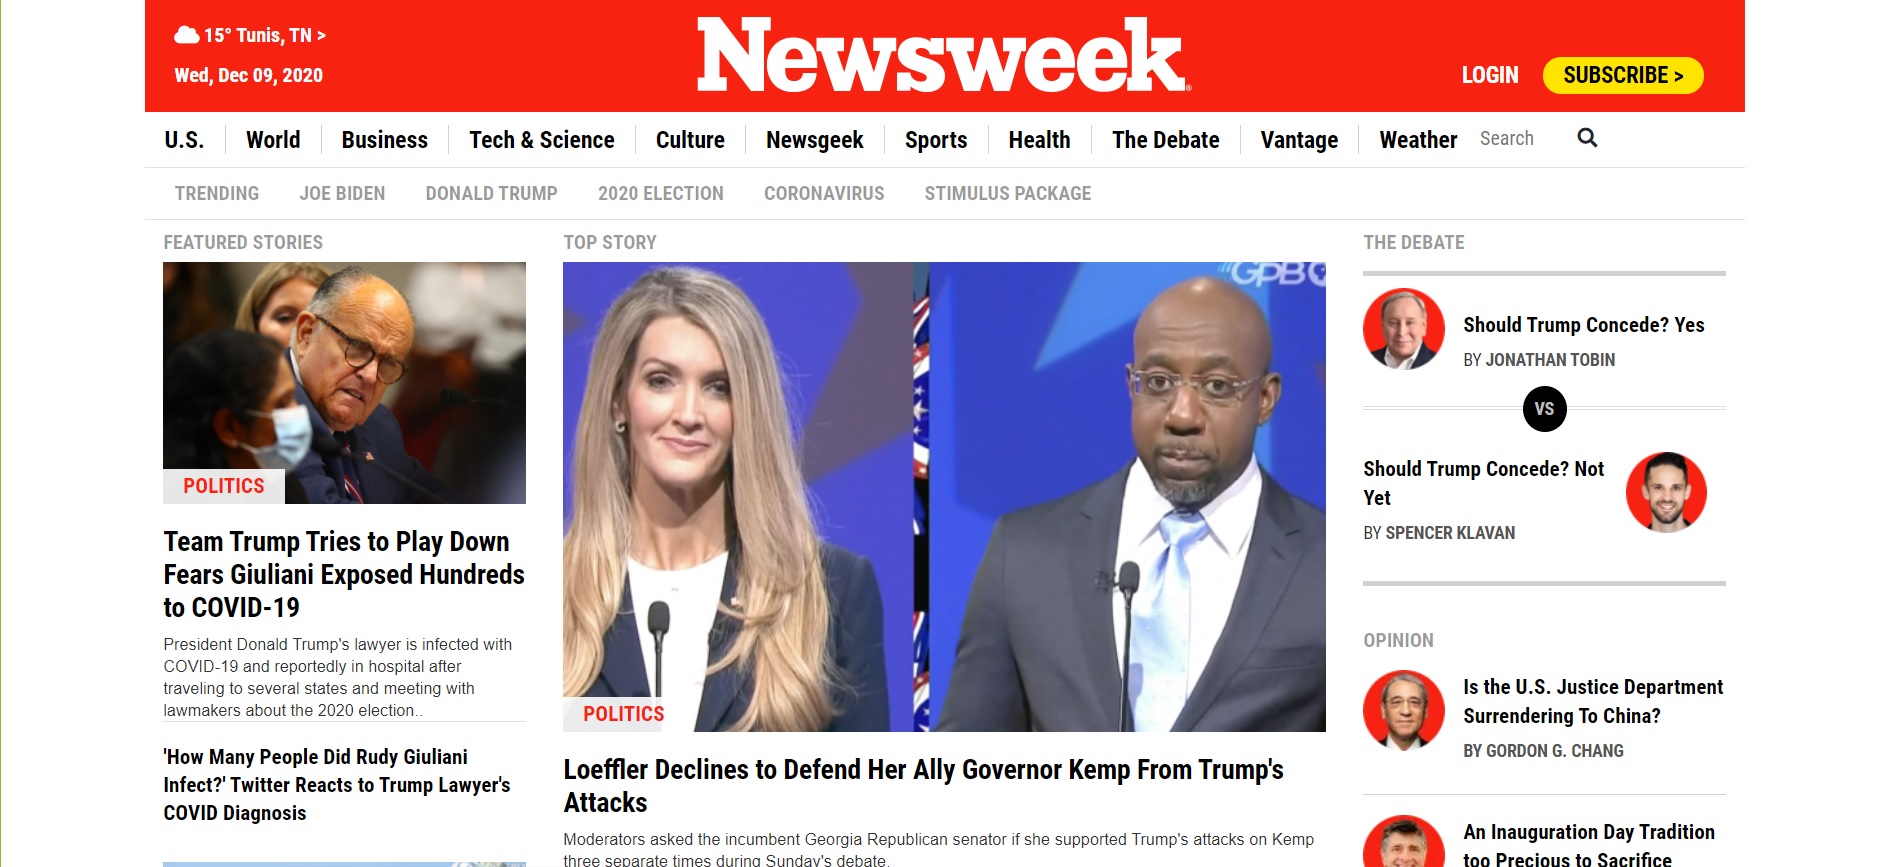 15° Tunis, TN >
Wed, Dec 09, 2020
Newsweek
LOGIN
SUBSCRIBE >
U.S.
World
Business
Tech & Science
Culture
Newsgeek
Sports
Health
The Debate
Vantage
Weather
Search
TRENDING
JOE BIDEN
DONALD TRUMP
2020 ELECTION
CORONAVIRUS
STIMULUS PACKAGE
FEATURED STORIES
POLITICS
Team Trump Tries to Play Down
Fears Giuliani Exposed Hundreds
to COVID-19
President Donald Trump's lawyer is infected with
COVID-19 and reportedly in hospital after
traveling to several states and meeting with
lawmakers about the 2020 election..
'How Many People Did Rudy Giuliani
Infect?' Twitter Reacts to Trump Lawyer's
COVID Diagnosis
TOP STORY
GPB
POLITICS
Loeffler Declines to Defend Her Ally Governor Kemp From Trump's
Attacks
Moderators asked the incumbent Georgia Republican senator if she supported Trump's attacks on Kemp
three separate times during Sunday's debate.
THE DEBATE
Should Trump Concede? Yes
BY JONATHAN TOBIN
VS
Should Trump Concede? Not
Yet
BY SPENCER KLAVAN
OPINION
Is the U.S. Justice Department
Surrendering To China?
BY GORDON G. CHANG
An Inauguration Day Tradition
too Precious to Sacrifice